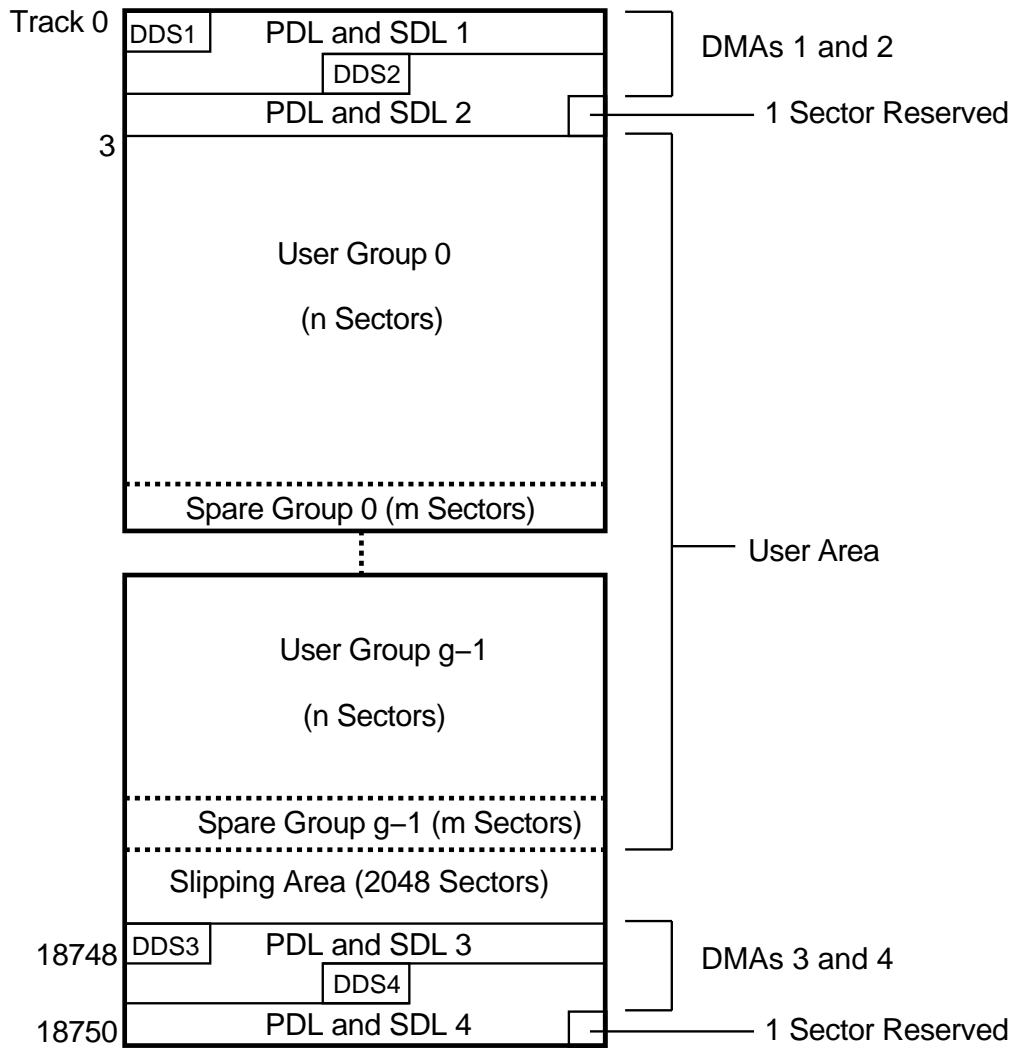 Track 0
DDS1
PDL and SDL 1
DMAs 1 and 2
DDS2
PDL and SDL 2
1 Sector Reserved
3
User Group 0
(n Sectors)
Spare Group 0 (m Sectors)
User Area
User Group g–1
(n Sectors)
Spare Group g–1 (m Sectors)
Slipping Area (2048 Sectors)
18748
DDS3
PDL and SDL 3
DMAs 3 and 4
DDS4
18750
PDL and SDL 4
1 Sector Reserved